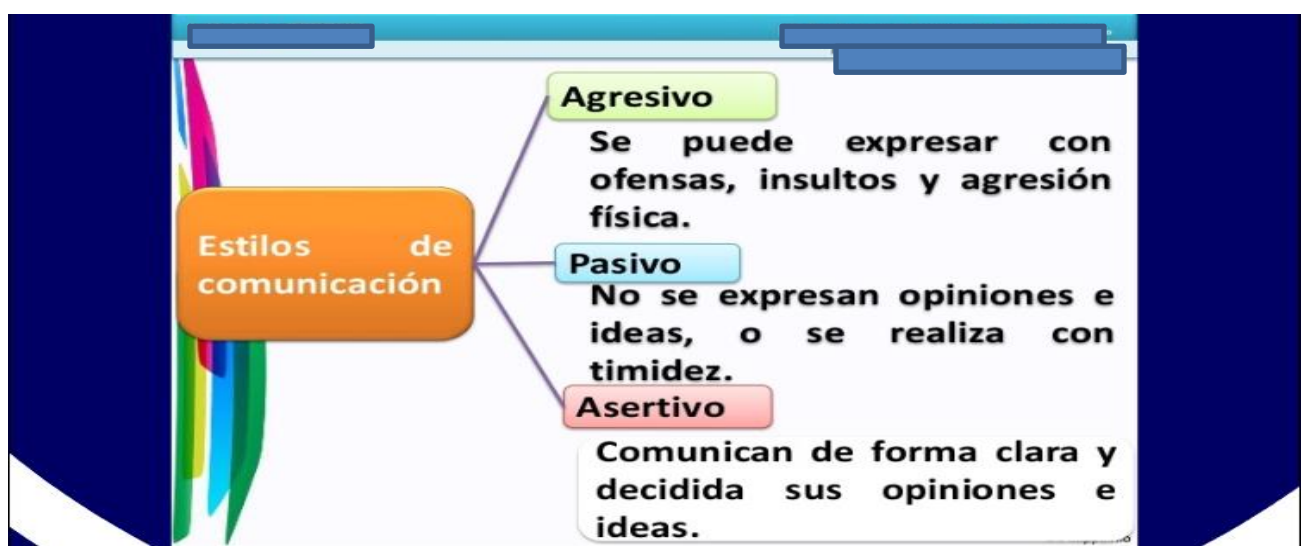 Agresivo
Se puede expresar con
ofensas, insultos y agresión
física.
Estilos de
comunicación
Pasivo
No se expresan opiniones e
ideas, o se realiza con
timidez.
Asertivo
Comunican de forma clara y
decidida sus opiniones e
ideas.